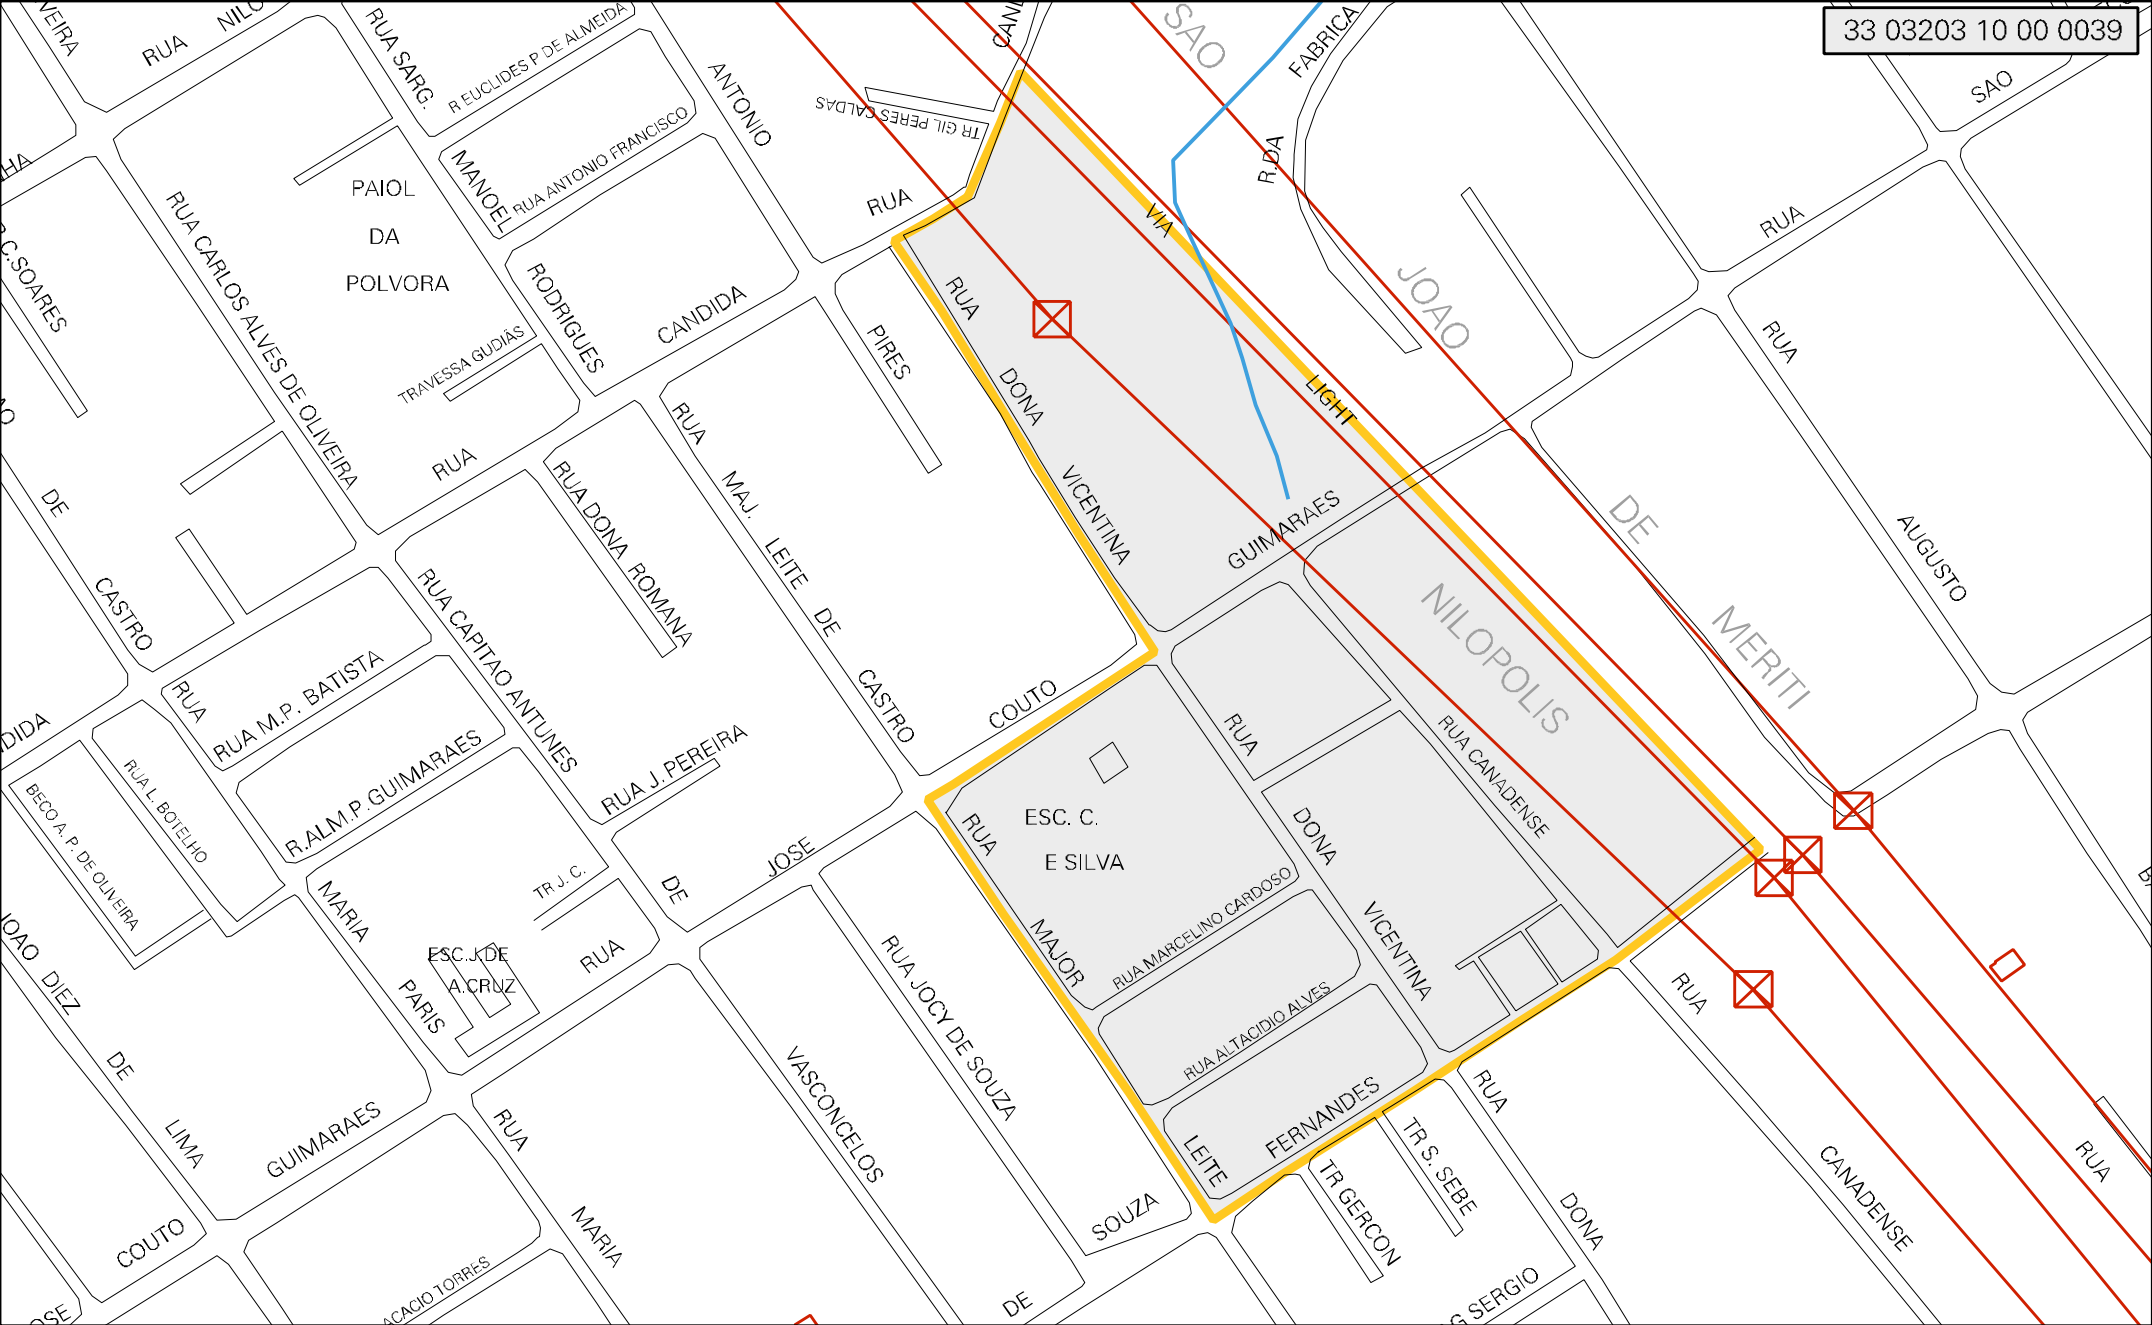 33 03203 10 00 0039
VEIRA
RUA NILO
RUA SARG.
R EUCLIDES P DE ALMEIDA
RUA ANTONIO FRANCISCO
ANTONIO
TR GIL PERES CALDAS
CAND
SAO
FABRICA
R. DA
SAO
RUA
HA
C.SOARES
AO
RUA CARLOS ALVES DE OLIVEIRA
PAIOL
DA
POLVORA
MANOEL
RODRIGUES
TRAVESSA GUDIÃS
CANDIDA
RUA
RUA
RUA
DONA
VICENTINA
VIA
LIGHT
JOAO
RUA
AUGUSTO
DE
MERITI
NILOPOLIS
PIRES
RUA
MAJ.
LEITE
DE
CASTRO
RUA DONA ROMANA
DE
CASTRO
RUA CAPITAO ANTUNES
RUA
RUA M.P. BATISTA
R.ALM.P.GUIMARAES
DIDA
BECO A. P. DE OLIVEIRA
RUA L. BOTELHO
RUA J. PEREIRA
COUTO
GUIMARAES
RUA
DONA
VICENTINA
RUA CANADENSE
ESC. C.
E SILVA
RUA
MAJOR
LEITE
RUA MARCELINO CARDOSO
RUA ALTACIDIO ALVES
FERNANDES
JOSE
DE
TR J. C.
RUA
ESC.J.DE
A.CRUZ
MARIA
PARIS
JOAO
DIEZ
DE
LIMA
GUIMARAES
COUTO
OSE
ACACIO TORRES
RUA
MARIA
VASCONCELOS
RUA JOCY DE SOUZA
SOUZA
DE
TR GERCON
TR S. SEBE
RUA
DONA
G SERGIO
RUA
CANADENSE
RUA